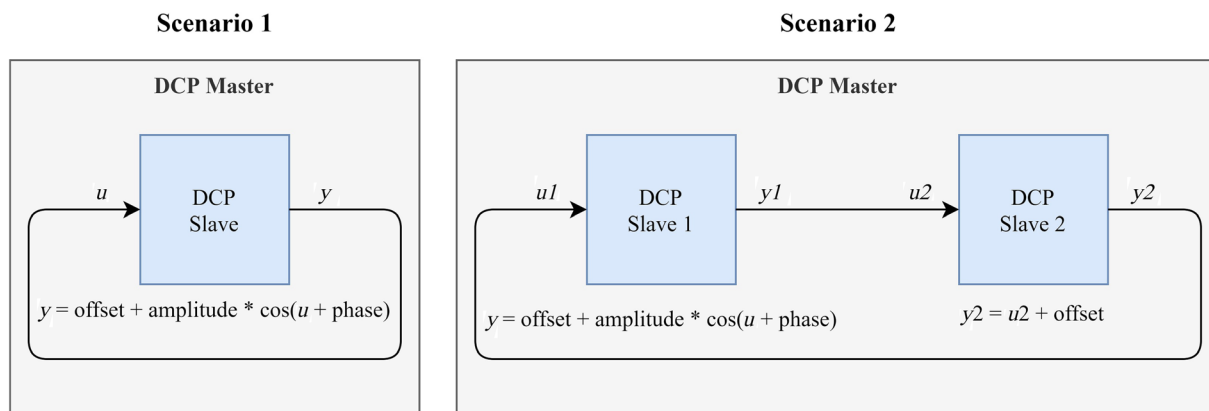 Scenario 1
DCP Master
u
DCP
Slave
y
y = offset + amplitude * cos(u + phase)
Scenario 2
DCP Master
u1
DCP
Slave 1
y1
u2
DCP
Slave 2
y2
y = offset + amplitude * cos(u + phase)
y2 = u2 + offset